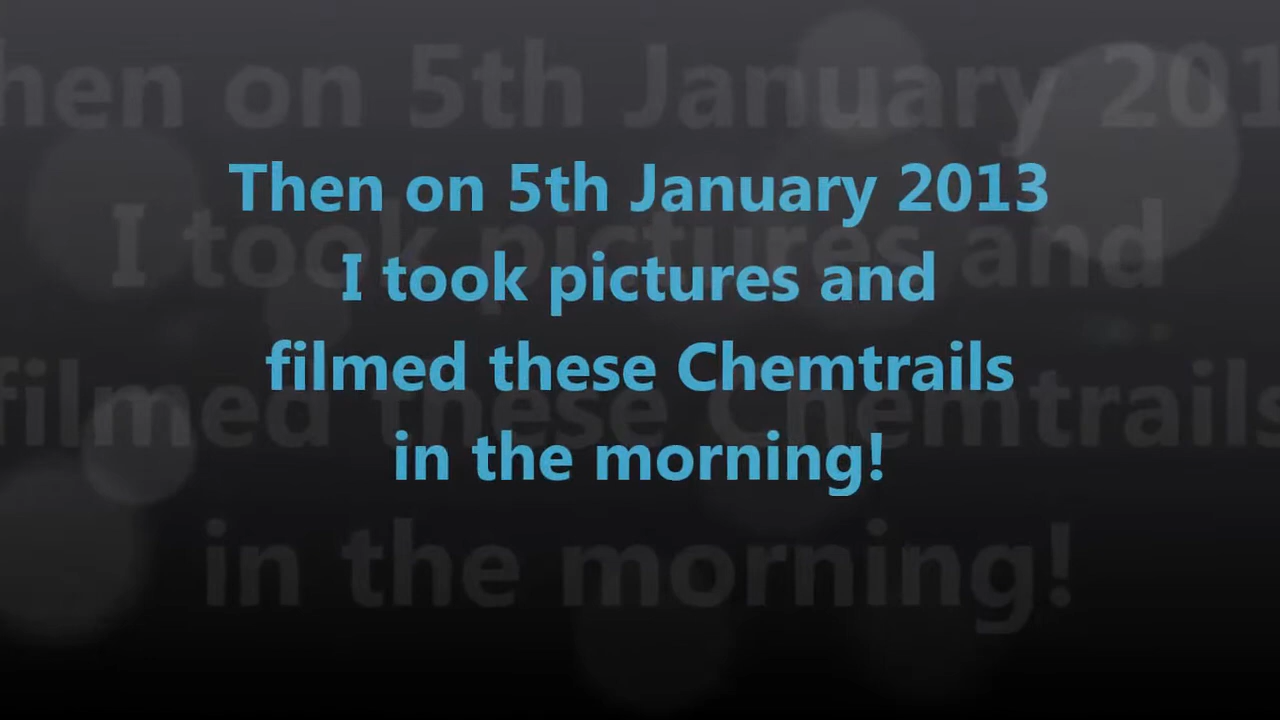 Then on 5th January 2013
I took pictures and
filmed these Chemtrails
in the morning!